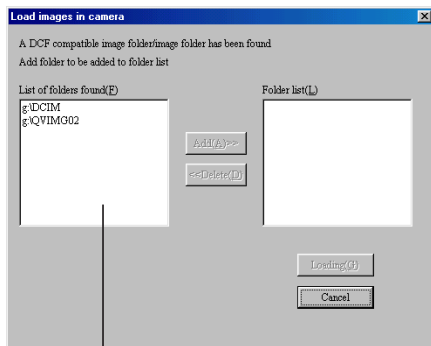 Load images in camera
A DCF compatible image folder/image folder has been found
Add folder to be added to folder list
List of folders found(F)
Folder list(L)
g:\DCIM
g:\QVIMG02
Add(A)>>
<<Delete(D)
Loading(G)
Cancel